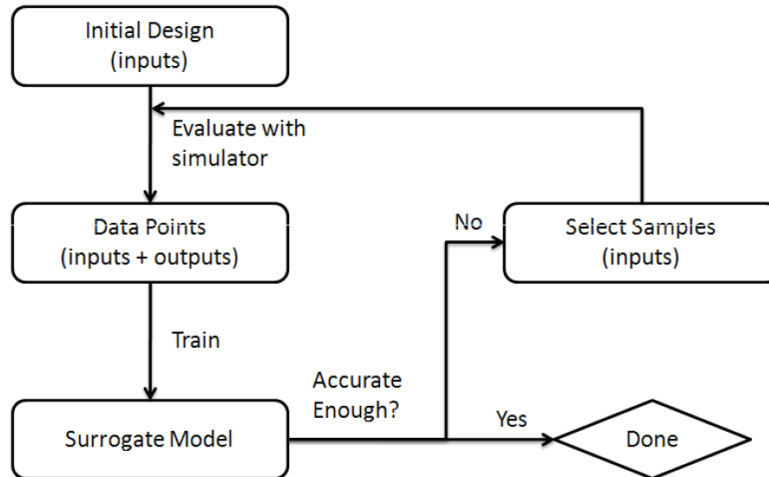 Initial Design
(inputs)
Evaluate with
simulator
Data Points
(inputs + outputs)
No
Select Samples
(inputs)
Train
Accurate
Enough?
Surrogate Model
Yes
Done